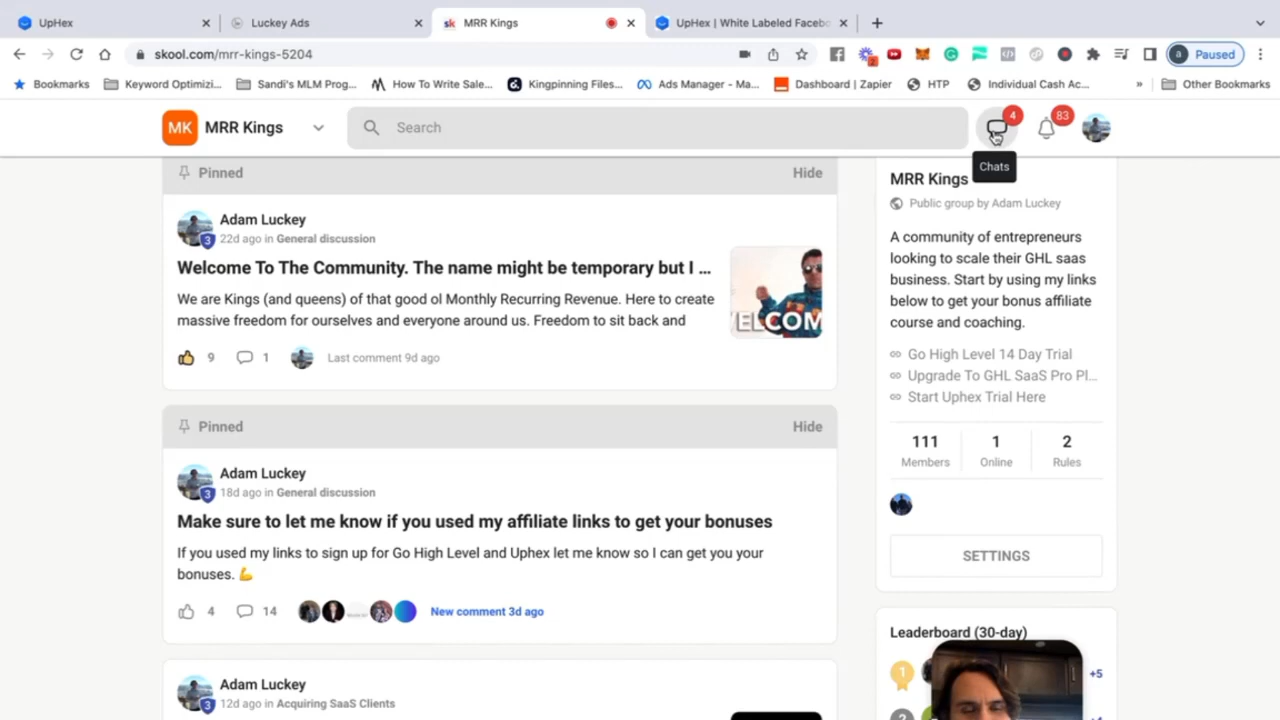 UpHex
Luckey Ads
MRR Kings
UpHex | White Labeled Facebo
skool.com/mrr-kings-5204
2
a Paused
Bookmarks
Keyword Optimizi...
Sandi's MLM Prog...
How To Write Sale...
Kingpinning Files...
Ads Manager - Ma...
Dashboard | Zapier
HTP
Individual Cash Ac...
»
Other Bookmarks
MK MRR Kings
Search
4
83
Chats
Pinned
Hide
Adam Luckey
3
22d ago in General discussion
Welcome To The Community. The name might be temporary but I ...
We are Kings (and queens) of that good ol Monthly Recurring Revenue. Here to create
massive freedom for ourselves and everyone around us. Freedom to sit back and
WELCOM
9
1
Last comment 9d ago
Pinned
Hide
Adam Luckey
3
18d ago in General discussion
Make sure to let me know if you used my affiliate links to get your bonuses
If you used my links to sign up for Go High Level and Uphex let me know so I can get you your
bonuses. 💪
4
14
New comment 3d ago
Adam Luckey
3
12d ago in Acquiring SaaS Clients
MRR Kings
Public group by Adam Luckey
A community of entrepreneurs
looking to scale their GHL saas
business. Start by using my links
below to get your bonus affiliate
course and coaching.
Go High Level 14 Day Trial
Upgrade To GHL SaaS Pro Pl...
Start Uphex Trial Here
111
1
2
Members
Online
Rules
SETTINGS
Leaderboard (30-day)
1
+5
2